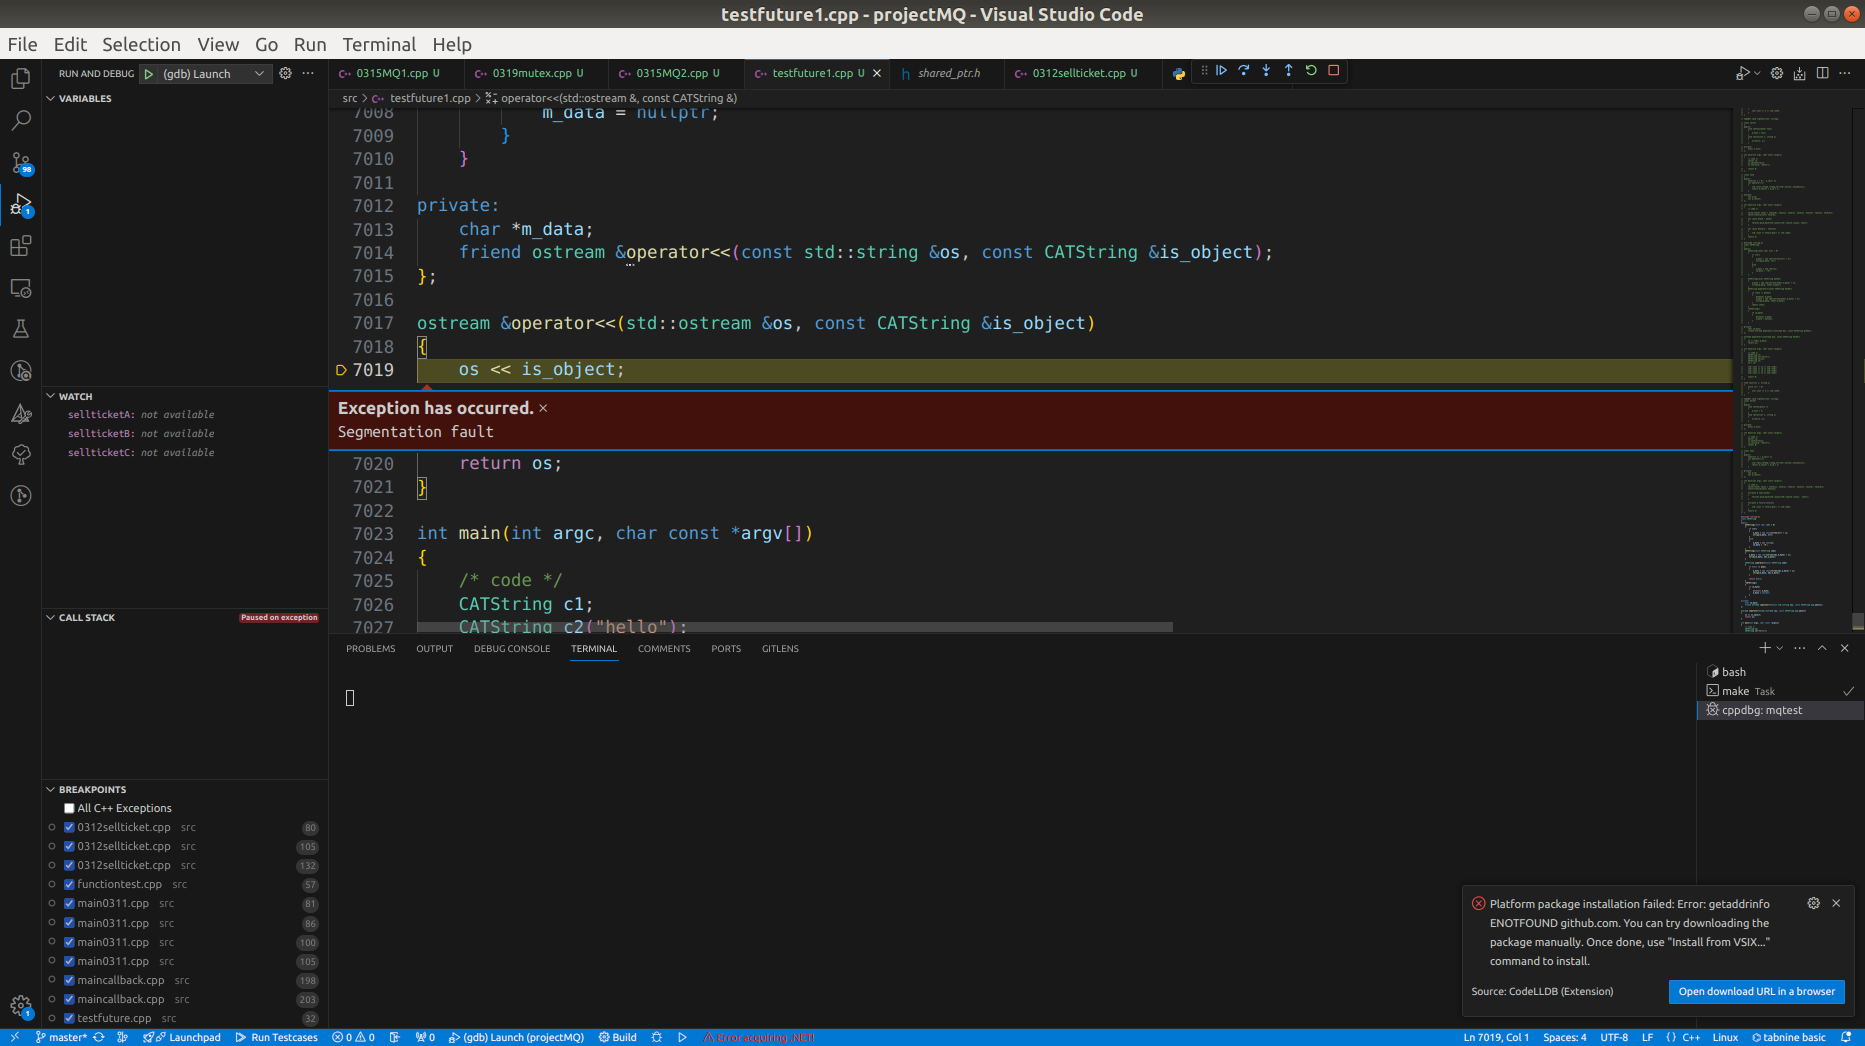 testfuture1.cpp - projectMQ - Visual Studio Code
File Edit Selection View Go Run Terminal Help
RUN AND DEBUG (gdb) Launch
0315MQ1.cpp U 0319mutex.cpp U 0315MQ2.cpp U testfuture1.cpp U shared_ptr.h 0312sellticket.cpp U
VARIABLES
src > testfuture1.cpp > operator<<(std::ostream &, const CATString &)
7008 m_data = nullptr;
7009 }
7010 }
7011
7012 private:
7013 char *m_data;
7014 friend ostream &operator<<(const std::string &os, const CATString &is_object);
7015 };
7016
7017 ostream &operator<<(std::ostream &os, const CATString &is_object)
7018 {
7019 os << is_object;
Exception has occurred.
Segmentation fault
7020 return os;
7021 }
7022
7023 int main(int argc, char const *argv[])
7024 {
7025 /* code */
7026 CATString c1;
7027 CATString c2("hello");
WATCH
sellticketA: not available
sellticketB: not available
sellticketC: not available
CALL STACK Paused on exception
PROBLEMS OUTPUT DEBUG CONSOLE TERMINAL COMMENTS PORTS GITLENS
bash
make Task
cppdbg: mqtest
BREAKPOINTS
All C++ Exceptions
0312sellticket.cpp src 80
0312sellticket.cpp src 105
0312sellticket.cpp src 132
functiontest.cpp src 57
main0311.cpp src 81
main0311.cpp src 86
main0311.cpp src 100
main0311.cpp src 105
maincallback.cpp src 198
maincallback.cpp src 203
testfuture.cpp src 32
Platform package installation failed: Error: getaddrinfo
ENOTFOUND github.com. You can try downloading the
package manually. Once done, use "Install from VSIX..."
command to install.
Source: CodeLLDB (Extension) Open download URL in a browser
98
1
1
master* Launchpad Run Testcases 0 0 0 (gdb) Launch (projectMQ) Build Error acquiring .NET! Ln 7019, Col 1 Spaces: 4 UTF-8 LF {} C++ Linux tabnine basic